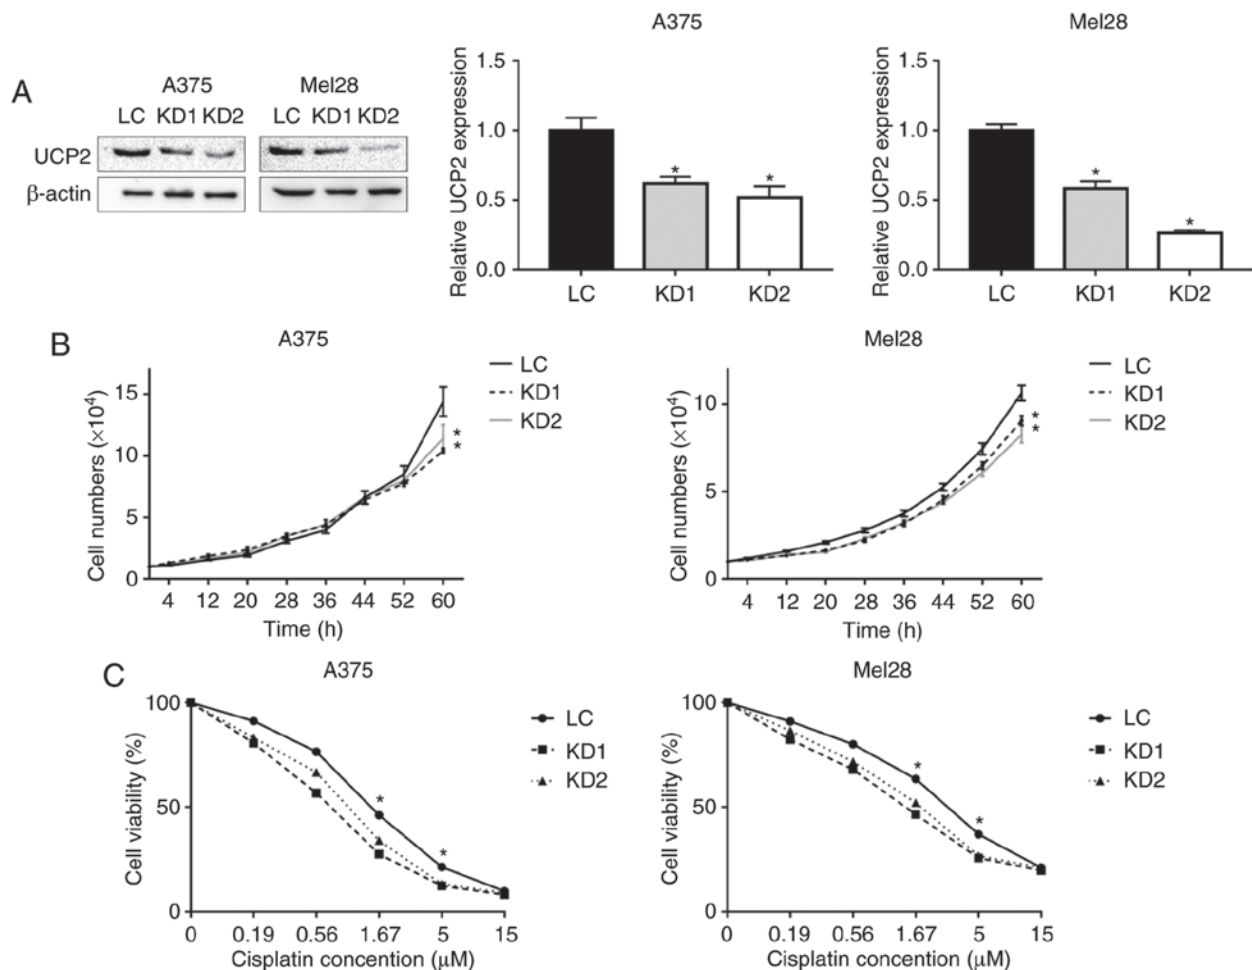 A
A375
Mel28
LC KD1 KD2
LC KD1 KD2
UCP2
β-actin
A375
Relative UCP2 expression
1.5
1.0
0.5
0.0
*
*
LC KD1 KD2
Mel28
Relative UCP2 expression
1.5
1.0
0.5
0.0
*
*
LC KD1 KD2
B
A375
LC
KD1
KD2
Cell numbers (×10⁴)
15
10
5
0
*
*
4 12 20 28 36 44 52 60
Time (h)
Mel28
LC
KD1
KD2
Cell numbers (×10⁴)
10
5
0
*
*
4 12 20 28 36 44 52 60
Time (h)
C
A375
LC
KD1
KD2
Cell viability (%)
100
50
0
*
*
0 0.19 0.56 1.67 5 15
Cisplatin concention (μM)
Mel28
LC
KD1
KD2
Cell viability (%)
100
50
0
*
*
0 0.19 0.56 1.67 5 15
Cisplatin concention (μM)